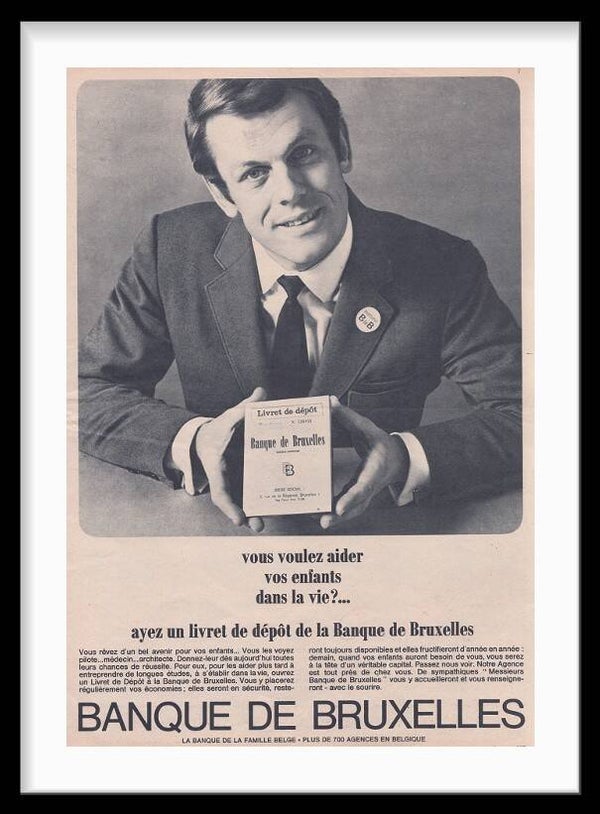 BB
Livret de dépôt
Banque de Bruxelles
BB
vous voulez aider
vos enfants
dans la vie?...
ayez un livret de dépôt de la Banque de Bruxelles
Vous rêvez d'un bel avenir pour vos enfants... Vous les voyez
pilote...médecin...architecte. Donnez-leur dès aujourd'hui toutes
leurs chances de réussite. Pour eux, pour les aider plus tard à
entreprendre de longues études, à s'établir dans la vie, ouvrez
un Livret de Dépôt à la Banque de Bruxelles. Vous y placerez
régulièrement vos économies; elles seront en sécurité, reste-
ront toujours disponibles et elles fructifieront d'année en année :
demain, quand vos enfants auront besoin de vous, vous serez
à la tête d'un véritable capital. Passez nous voir. Notre Agence
est tout près de chez vous. De sympathiques " Messieurs
Banque de Bruxelles " vous y accueilleront et vous renseigne-
ront - avec le sourire.
BANQUE DE BRUXELLES
LA BANQUE DE LA FAMILLE BELGE • PLUS DE 700 AGENCES EN BELGIQUE